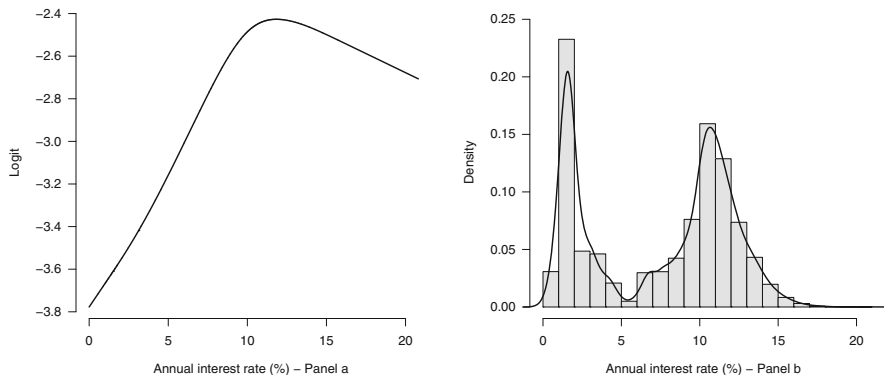 −2.4
−2.6
−2.8
−3.0
−3.2
−3.4
−3.6
−3.8
Logit
0 5 10 15 20
Annual interest rate (%) − Panel a
0.25
0.20
0.15
0.10
0.05
0.00
Density
0 5 10 15 20
Annual interest rate (%) − Panel b